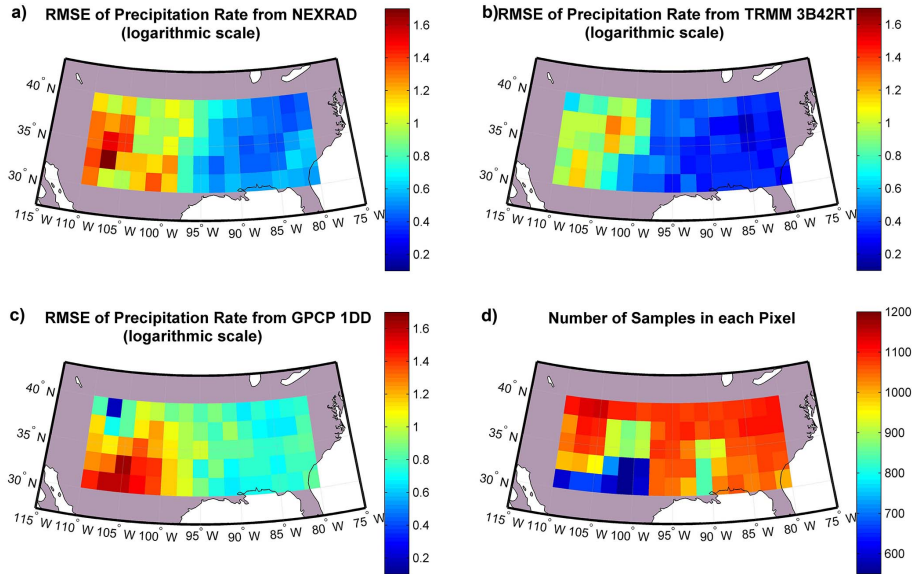 a) RMSE of Precipitation Rate from NEXRAD
(logarithmic scale)
40° N
35° N
30° N
115° W
110° W
105° W
100° W
95° W
90° W
85° W
80° W
75° W
1.6
1.4
1.2
1
0.8
0.6
0.4
0.2
b) RMSE of Precipitation Rate from TRMM 3B42RT
(logarithmic scale)
40° N
35° N
30° N
115° W
110° W
105° W
100° W
95° W
90° W
85° W
80° W
75° W
1.6
1.4
1.2
1
0.8
0.6
0.4
0.2
c) RMSE of Precipitation Rate from GPCP 1DD
(logarithmic scale)
40° N
35° N
30° N
115° W
110° W
105° W
100° W
95° W
90° W
85° W
80° W
75° W
1.6
1.4
1.2
1
0.8
0.6
0.4
0.2
d) Number of Samples in each Pixel
40° N
35° N
30° N
115° W
110° W
105° W
100° W
95° W
90° W
85° W
80° W
75° W
1200
1100
1000
900
800
700
600